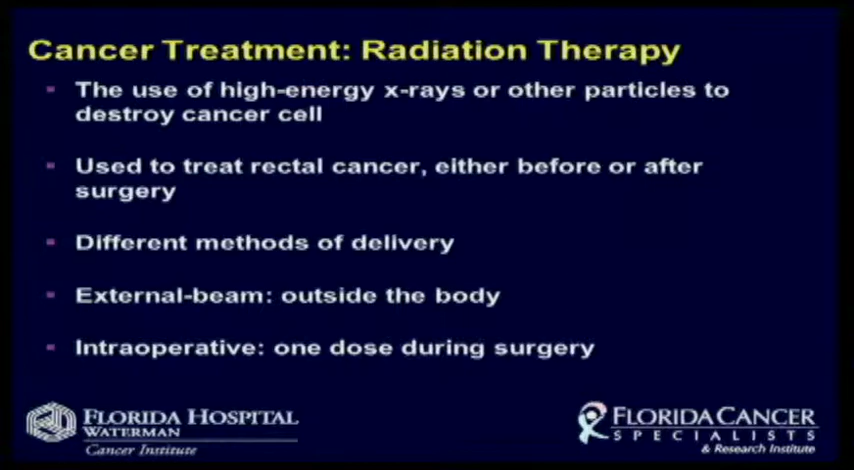 Cancer Treatment: Radiation Therapy
The use of high-energy x-rays or other particles to
destroy cancer cell
Used to treat rectal cancer, either before or after
surgery
Different methods of delivery
External-beam: outside the body
Intraoperative: one dose during surgery
FLORIDA HOSPITAL
WATERMAN
Cancer Institute
FLORIDA CANCER
SPECIALISTS
& Research Institute